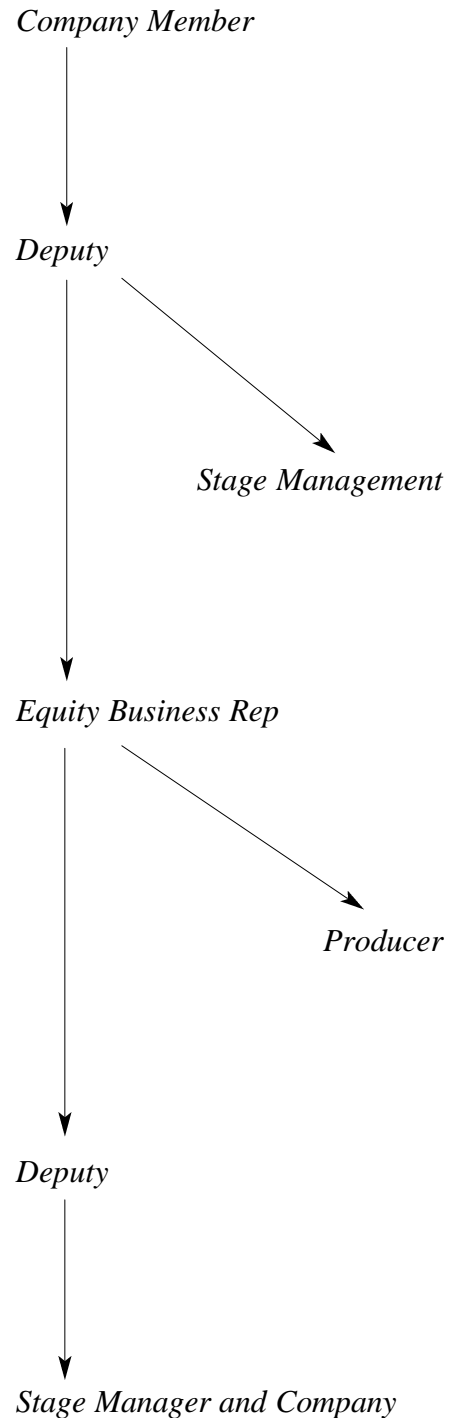 Company Member
Deputy
Stage Management
Equity Business Rep
Producer
Deputy
Stage Manager and Company